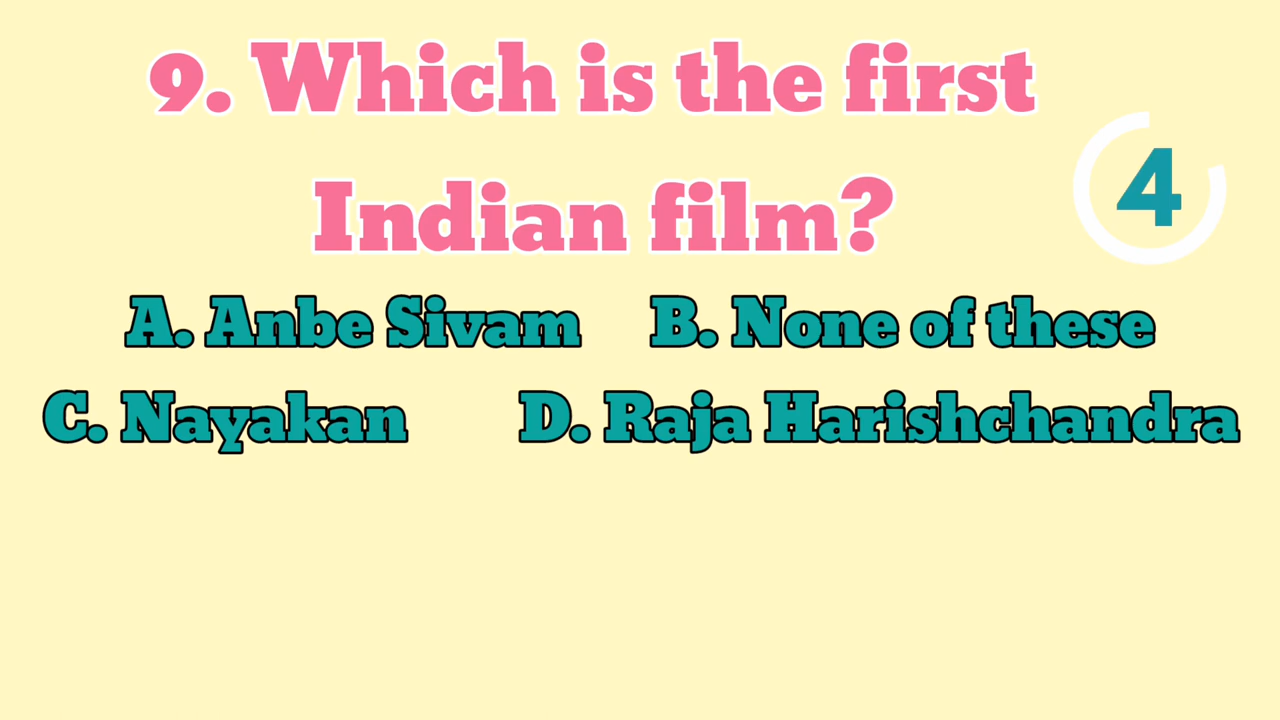 9. Which is the first
Indian film?
4
A. Anbe Sivam B. None of these
C. Nayakan D. Raja Harishchandra